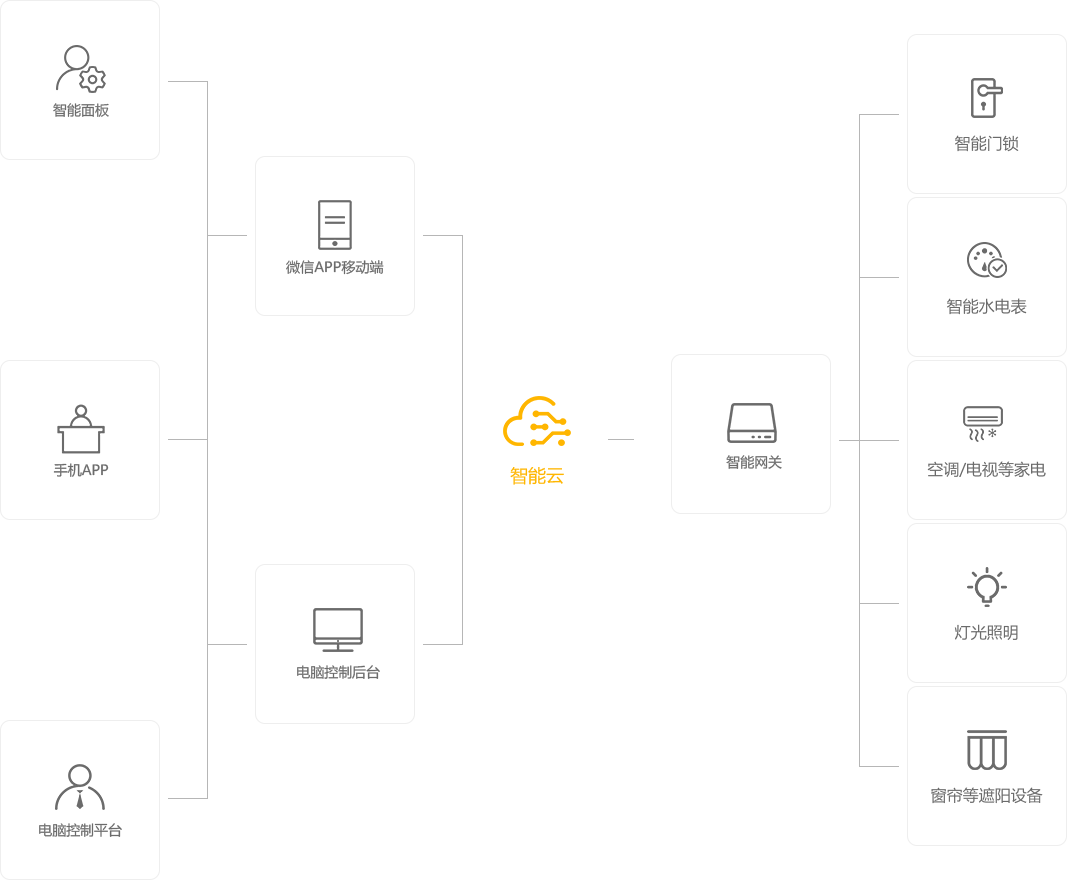 智能面板
微信APP移动端
手机APP
电脑控制后台
电脑控制平台
智能云
智能网关
智能门锁
智能水电表
空调/电视等家电
灯光照明
窗帘等遮阳设备